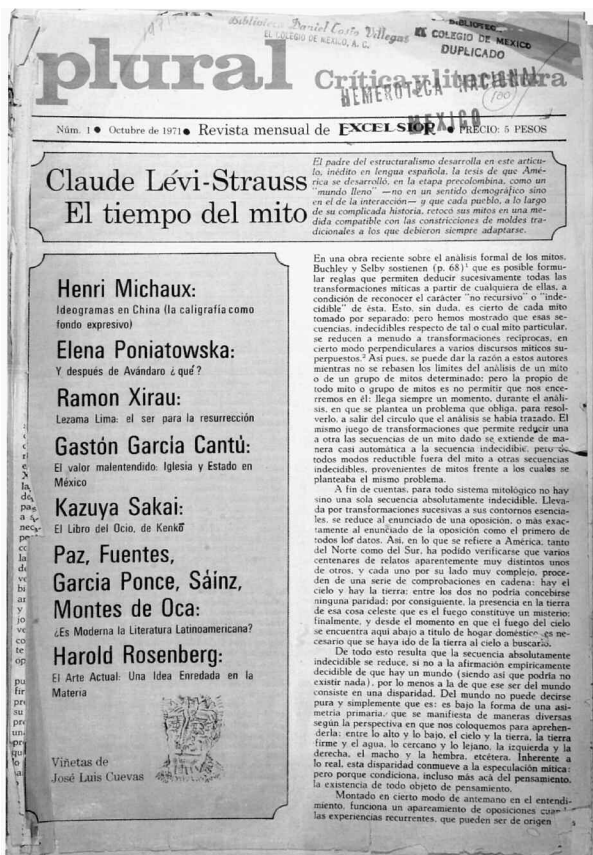 1971
Biblioteca Daniel Cosío Villegas
EL COLEGIO DE MEXICO, A. C.
BIBLIOTEC
EL COLEGIO DE MEXICO
DUPLICADO
plural Crítica y literatura
HEMEROTECA NACIONAL
MEXICO
Núm. 1 ● Octubre de 1971 ● Revista mensual de EXCELSIOR ● PRECIO: 5 PESOS
Claude Lévi-Strauss
El tiempo del mito
El padre del estructuralismo desarrolla en este artícu-
lo, inédito en lengua española, la tesis de que Amé-
rica se desarrolló, en la etapa precolombina, como un
"mundo lleno" —no en un sentido demográfico sino
en el de la interacción— y que cada pueblo, a lo largo
de su complicada historia, retocó sus mitos en una me-
dida compatible con las constricciones de moldes tra-
dicionales a los que debieron siempre adaptarse.
Henri Michaux:
Ideogramas en China (la caligrafía como
fondo expresivo)
Elena Poniatowska:
Y después de Avándaro ¿qué?
Ramon Xirau:
Lezama Lima: el ser para la resurrección
Gastón García Cantú:
El valor malentendido: Iglesia y Estado en
México
Kazuya Sakai:
El Libro del Ocio, de Kenkō
Paz, Fuentes,
Garcia Ponce, Sáinz,
Montes de Oca:
¿Es Moderna la Literatura Latinoamericana?
Harold Rosenberg:
El Arte Actual: Una Idea Enredada en la
Materia
Viñetas de
José Luis Cuevas
En una obra reciente sobre el análisis formal de los mitos,
Buchley y Selby sostienen (p. 68)¹ que es posible formu-
lar reglas que permiten deducir sucesivamente todas las
transformaciones míticas a partir de cualquiera de ellas, a
condición de reconocer el carácter "no recursivo" o "inde-
cidible" de ésta. Esto, sin duda, es cierto de cada mito
tomado por separado; pero hemos mostrado que esas se-
cuencias, indecidibles respecto de tal o cual mito particular,
se reducen a menudo a transformaciones recíprocas, en
cierto modo perpendiculares a varios discursos míticos su-
perpuestos.² Así pues, se puede dar la razón a estos autores
mientras no se rebasen los límites del análisis de un mito
o de un grupo de mitos determinado; pero la propio de
todo mito o grupo de mitos es no permitir que nos ence-
rremos en él: llega siempre un momento, durante el análi-
sis, en que se plantea un problema que obliga, para resol-
verlo, a salir del círculo que el análisis se había trazado. El
mismo juego de transformaciones que permite reducir una
a otra las secuencias de un mito dado se extiende de ma-
nera casi automática a la secuencia indecidible, pero de
todos modos reductible fuera del mito a otras secuencias
indecidibles, provenientes de mitos frente a los cuales se
planteaba el mismo problema.
A fin de cuentas, para todo sistema mitológico no hay
sino una sola secuencia absolutamente indecidible. Lleva-
da por transformaciones sucesivas a sus contornos esencia-
les, se reduce al enunciado de una oposición, o más exac-
tamente al enunciado de la oposición como el primero de
todos los datos. Así, en lo que se refiere a América, tanto
del Norte como del Sur, ha podido verificarse que varios
centenares de relatos aparentemente muy distintos unos
de otros, y cada uno por su lado muy complejo, proce-
den de una serie de comprobaciones en cadena: hay el
cielo y hay la tierra; entre los dos no podría concebirse
ninguna paridad; por consiguiente, la presencia en la tierra
de esa cosa celeste que es el fuego constituye un misterio;
finalmente, y desde el momento en que el fuego del cielo
se encuentra aquí abajo a título de hogar doméstico, es ne-
cesario que se haya ido de la tierra al cielo a buscarlo.
De todo esto resulta que la secuencia absolutamente
indecidible se reduce, si no a la afirmación empíricamente
decidible de que hay un mundo (siendo así que podría no
existir nada), por lo menos a la de que ese ser del mundo
consiste en una disparidad. Del mundo no puede decirse
pura y simplemente que es: es bajo la forma de una asi-
metría primaria, que se manifiesta de maneras diversas
según la perspectiva en que nos coloquemos para aprehen-
derla: entre lo alto y lo bajo, el cielo y la tierra, la tierra
firme y el agua, lo cercano y lo lejano, la izquierda y la
derecha, el macho y la hembra, etcétera. Inherente a
lo real, esta disparidad conmueve a la especulación mítica;
pero porque condiciona, incluso más acá del pensamiento,
la existencia de todo objeto de pensamiento.
Montado en cierto modo de antemano en el entendi-
miento, funciona un apareamiento de oposiciones
las experiencias recurrentes, que pueden ser de origen